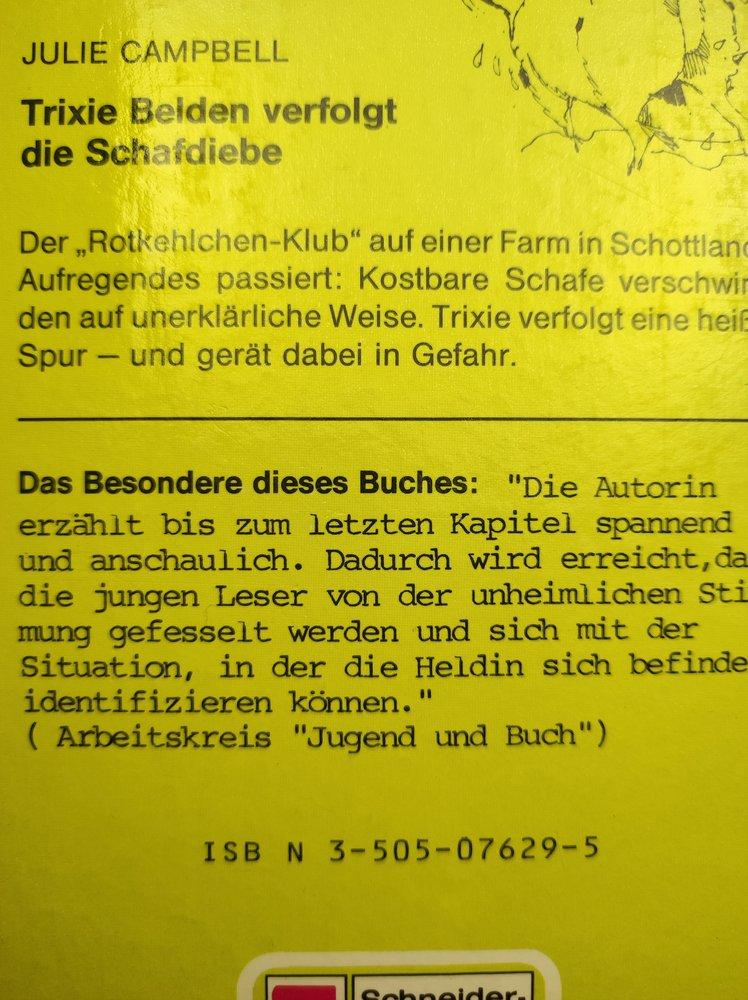 JULIE CAMPBELL
Trixie Belden verfolgt
die Schafdiebe
Der „Rotkehlchen-Klub“ auf einer Farm in Schottland
Aufregendes passiert: Kostbare Schafe verschwin
den auf unerklärliche Weise. Trixie verfolgt eine heiß
Spur — und gerät dabei in Gefahr.
Das Besondere dieses Buches: "Die Autorin
erzählt bis zum letzten Kapitel spannend
und anschaulich. Dadurch wird erreicht,da
die jungen Leser von der unheimlichen Sti
mung gefesselt werden und sich mit der
Situation, in der die Heldin sich befinde
identifizieren können."
( Arbeitskreis "Jugend und Buch")
ISB N 3-505-07629-5
Schneider-